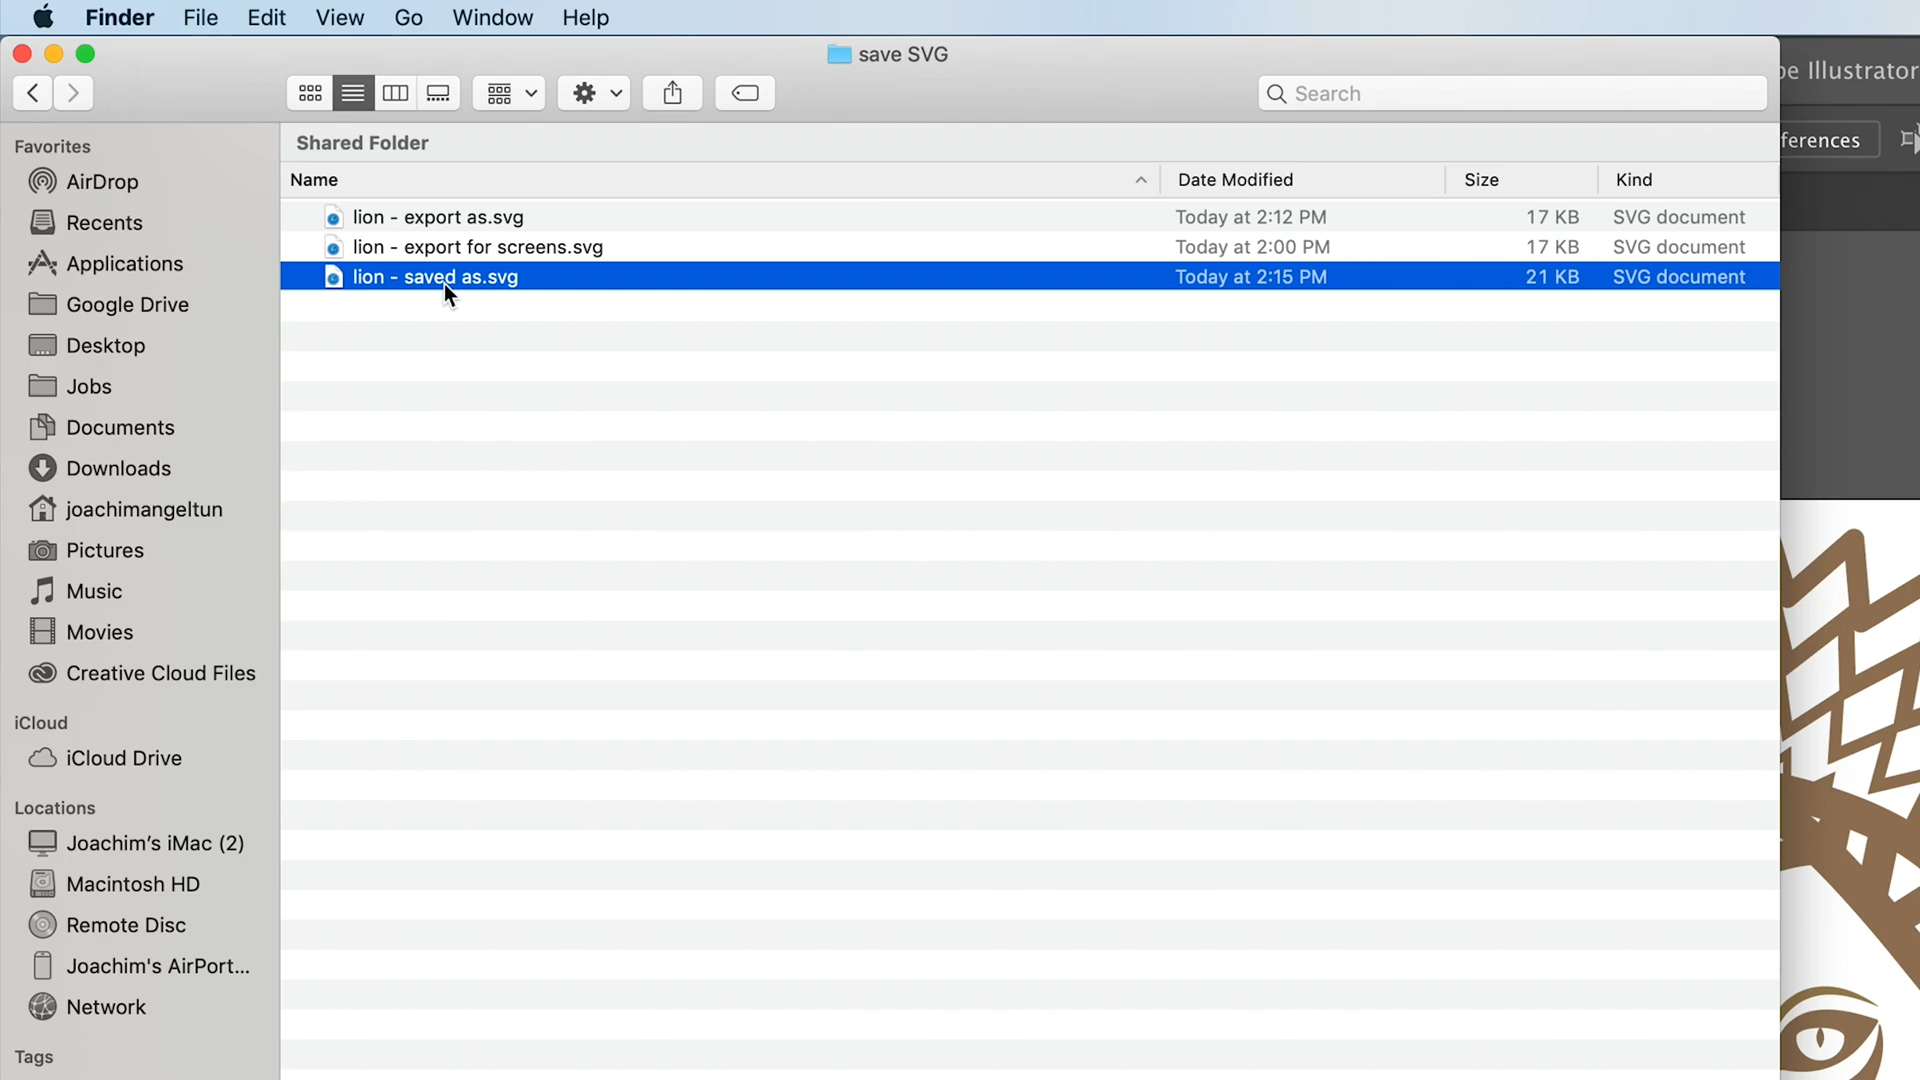 Finder File Edit View Go Window Help
save SVG
Search
Illustrator
ferences
Favorites
AirDrop
Recents
Applications
Google Drive
Desktop
Jobs
Documents
Downloads
joachimangeltun
Pictures
Music
Movies
Creative Cloud Files
iCloud
iCloud Drive
Locations
Joachim's iMac (2)
Macintosh HD
Remote Disc
Joachim's AirPort...
Network
Tags
Shared Folder
Name Date Modified Size Kind
lion - export as.svg Today at 2:12 PM 17 KB SVG document
lion - export for screens.svg Today at 2:00 PM 17 KB SVG document
lion - saved as.svg Today at 2:15 PM 21 KB SVG document